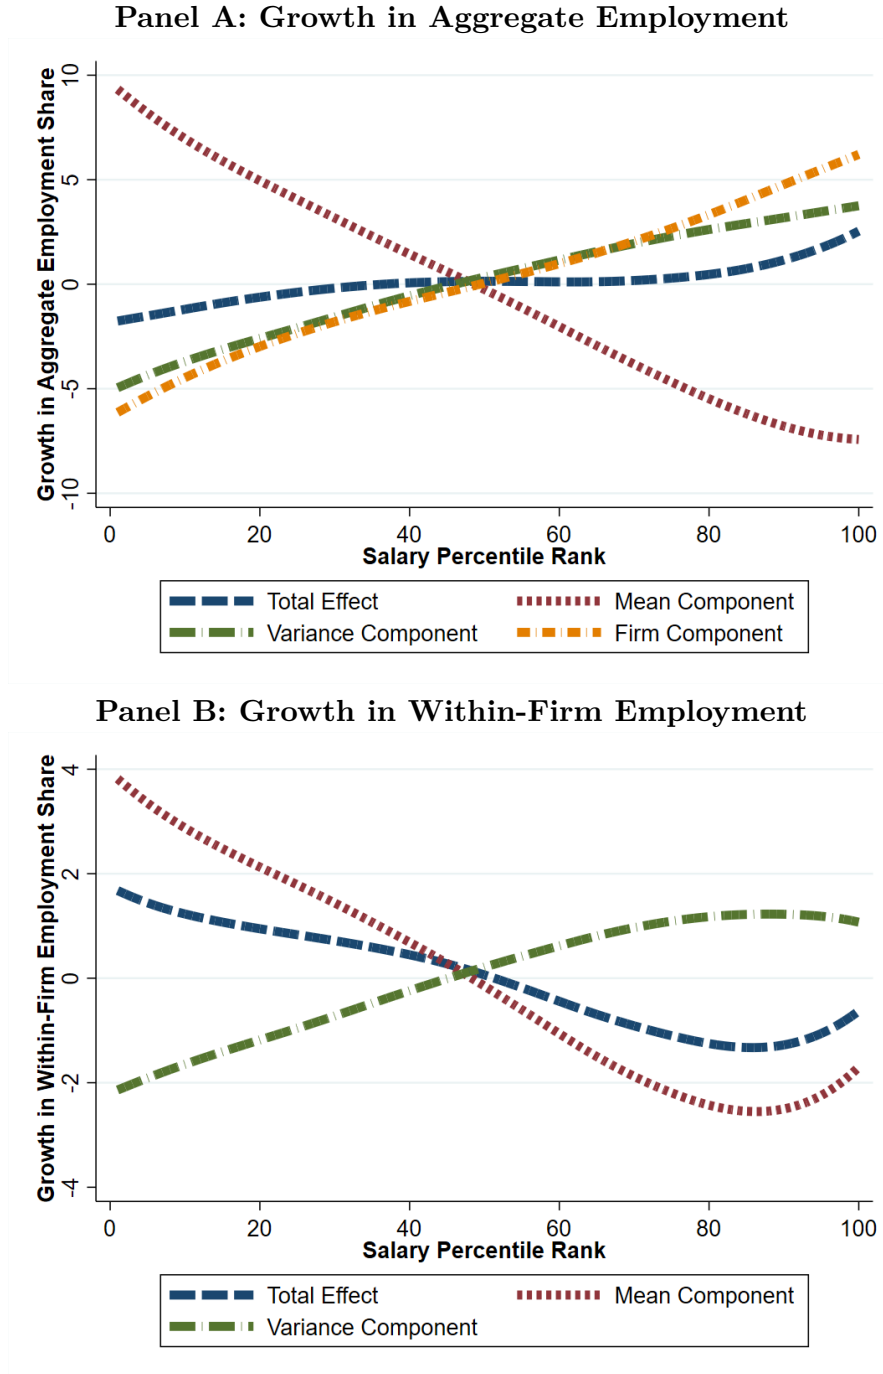 Panel A: Growth in Aggregate Employment
Growth in Aggregate Employment Share
10
5
0
-5
-10
0 20 40 60 80 100
Salary Percentile Rank
Total Effect Mean Component
Variance Component Firm Component
Panel B: Growth in Within-Firm Employment
Growth in Within-Firm Employment Share
4
2
0
-2
-4
0 20 40 60 80 100
Salary Percentile Rank
Total Effect Mean Component
Variance Component